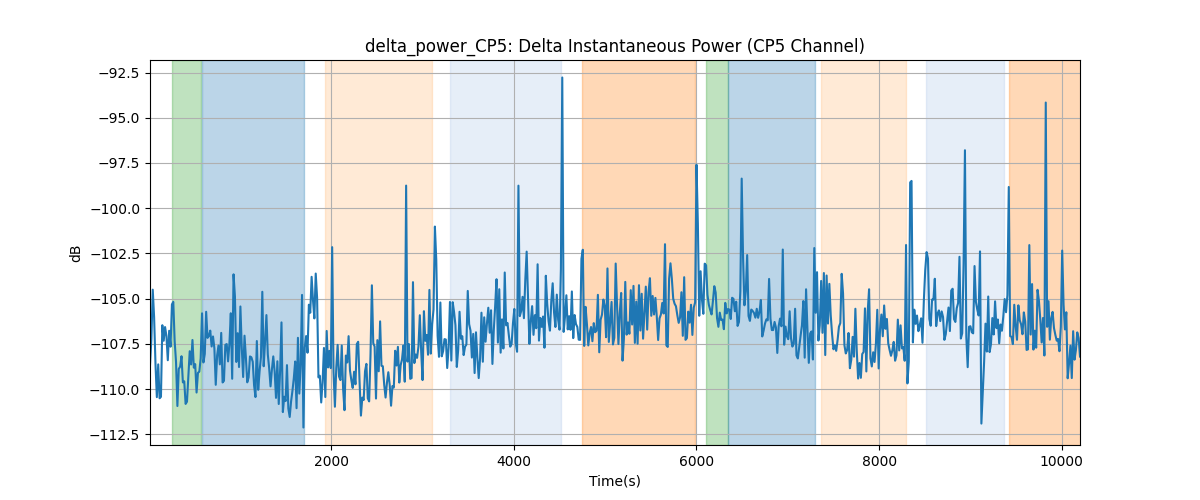 delta_power_CP5: Delta Instantaneous Power (CP5 Channel)
−92.5
−95.0
−97.5
−100.0
−102.5
−105.0
−107.5
−110.0
−112.5
dB
2000 4000 6000 8000 10000
Time(s)